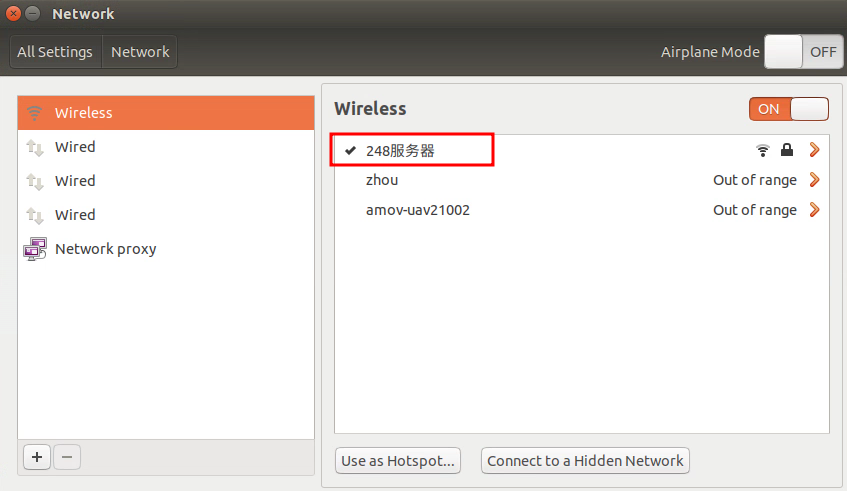 Network
All Settings Network Airplane Mode OFF
Wireless
Wired
Wired
Wired
Network proxy
Wireless ON
248服务器
zhou Out of range
amov-uav21002 Out of range
Use as Hotspot... Connect to a Hidden Network